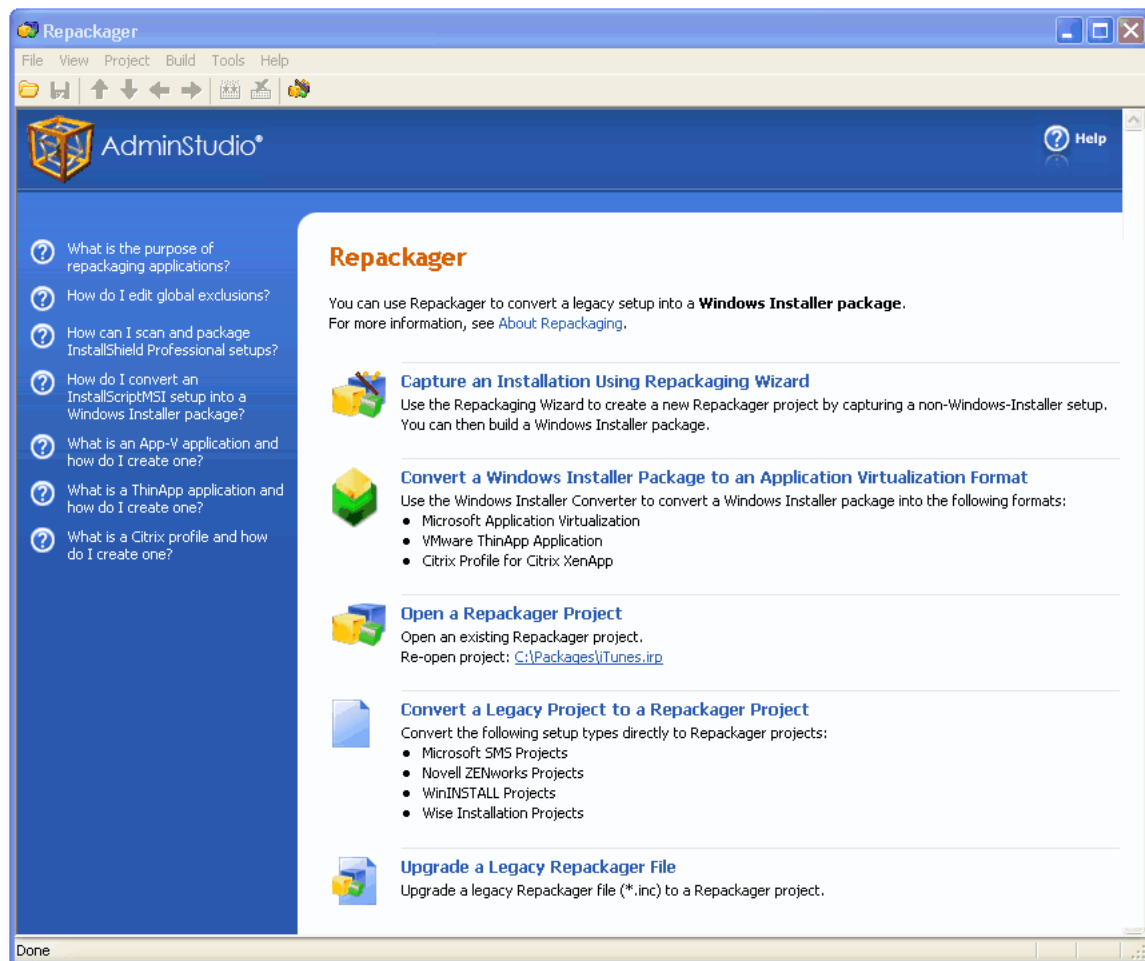 Repackager
File View Project Build Tools Help
AdminStudio®
Help
What is the purpose of
repackaging applications?
How do I edit global exclusions?
How can I scan and package
InstallShield Professional setups?
How do I convert an
InstallScriptMSI setup into a
Windows Installer package?
What is an App-V application and
how do I create one?
What is a ThinApp application and
how do I create one?
What is a Citrix profile and how
do I create one?
Repackager
You can use Repackager to convert a legacy setup into a Windows Installer package.
For more information, see About Repackaging.
Capture an Installation Using Repackaging Wizard
Use the Repackaging Wizard to create a new Repackager project by capturing a non-Windows-Installer setup.
You can then build a Windows Installer package.
Convert a Windows Installer Package to an Application Virtualization Format
Use the Windows Installer Converter to convert a Windows Installer package into the following formats:
• Microsoft Application Virtualization
• VMware ThinApp Application
• Citrix Profile for Citrix XenApp
Open a Repackager Project
Open an existing Repackager project.
Re-open project: C:\Packages\iTunes.irp
Convert a Legacy Project to a Repackager Project
Convert the following setup types directly to Repackager projects:
• Microsoft SMS Projects
• Novell ZENworks Projects
• WinINSTALL Projects
• Wise Installation Projects
Upgrade a Legacy Repackager File
Upgrade a legacy Repackager file (*.inc) to a Repackager project.
Done